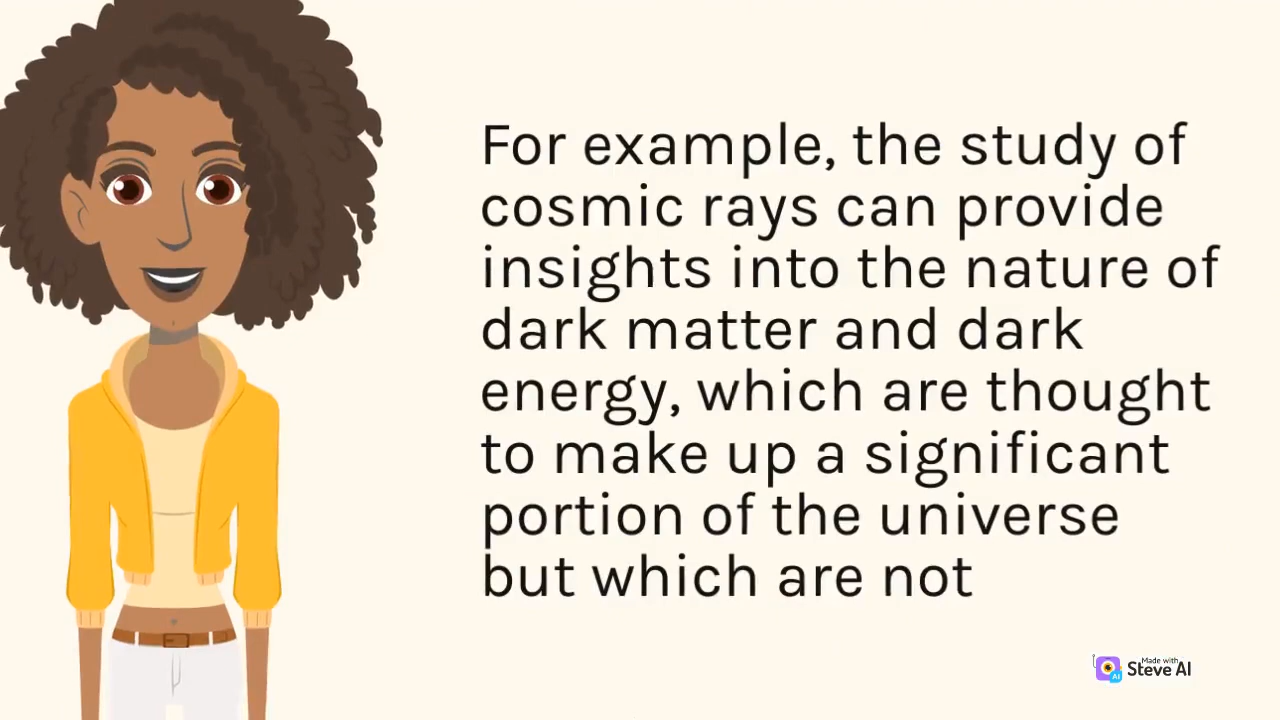 For example, the study of
cosmic rays can provide
insights into the nature of
dark matter and dark
energy, which are thought
to make up a significant
portion of the universe
but which are not
Made with
AI Steve AI